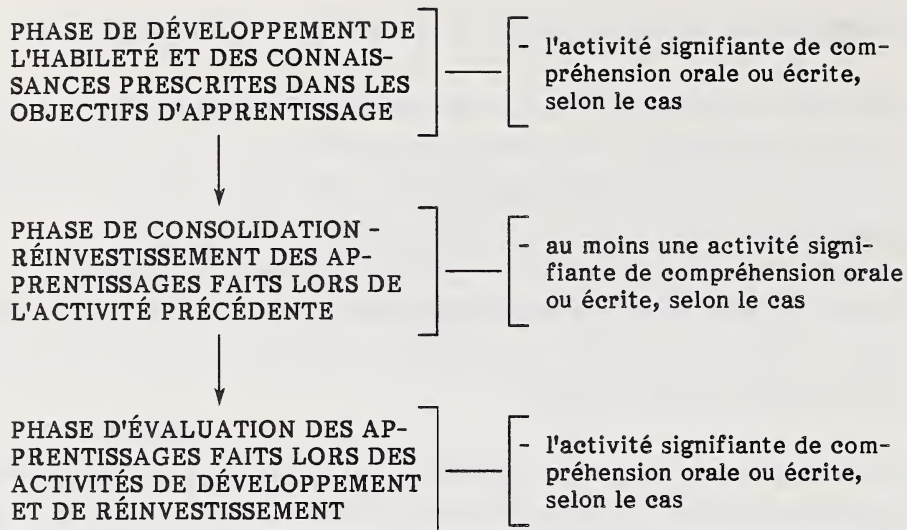 PHASE DE DÉVELOPPEMENT DE
L'HABILETÉ ET DES CONNAIS-
SANCES PRESCRITES DANS LES
OBJECTIFS D'APPRENTISSAGE
- l'activité signifiante de com-
préhension orale ou écrite,
selon le cas
PHASE DE CONSOLIDATION -
RÉINVESTISSEMENT DES AP-
PRENTISSAGES FAITS LORS DE
L'ACTIVITÉ PRÉCÉDENTE
- au moins une activité signi-
fiante de compréhension orale
ou écrite, selon le cas
PHASE D'ÉVALUATION DES AP-
PRENTISSAGES FAITS LORS DES
ACTIVITÉS DE DÉVELOPPEMENT
ET DE RÉINVESTISSEMENT
- l'activité signifiante de com-
préhension orale ou écrite,
selon le cas